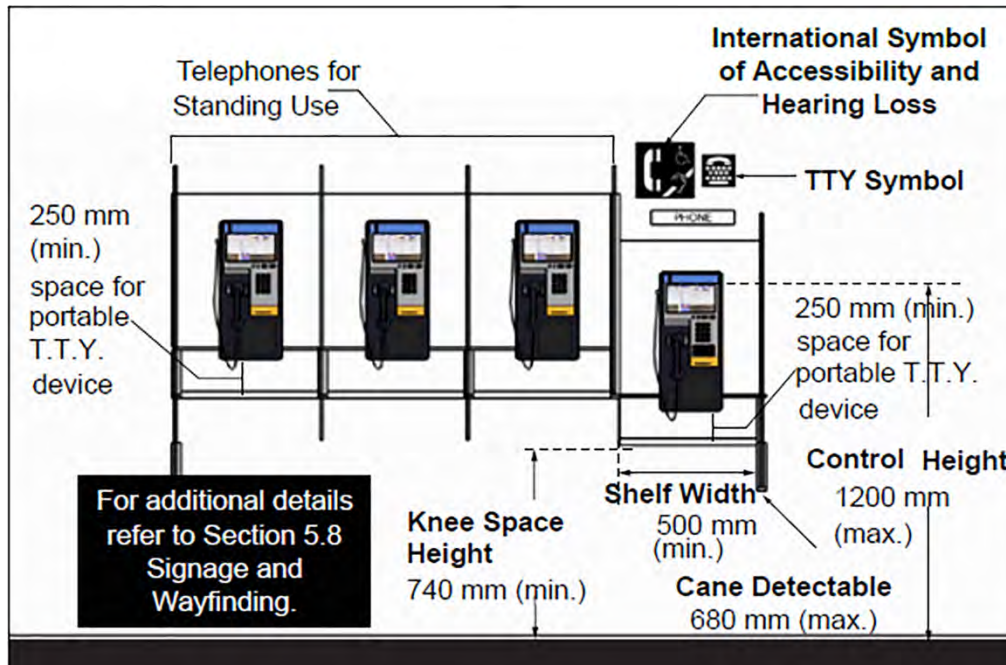 International Symbol
of Accessibility and
Hearing Loss
Telephones for
Standing Use
TTY Symbol
PHONE
250 mm
(min.)
space for
portable
T.T.Y.
device
250 mm (min.)
space for
portable T.T.Y.
device
Control Height
1200 mm
(max.)
Shelf Width
500 mm
(min.)
Knee Space
Height
740 mm (min.)
Cane Detectable
680 mm (max.)
For additional details
refer to Section 5.8
Signage and
Wayfinding.